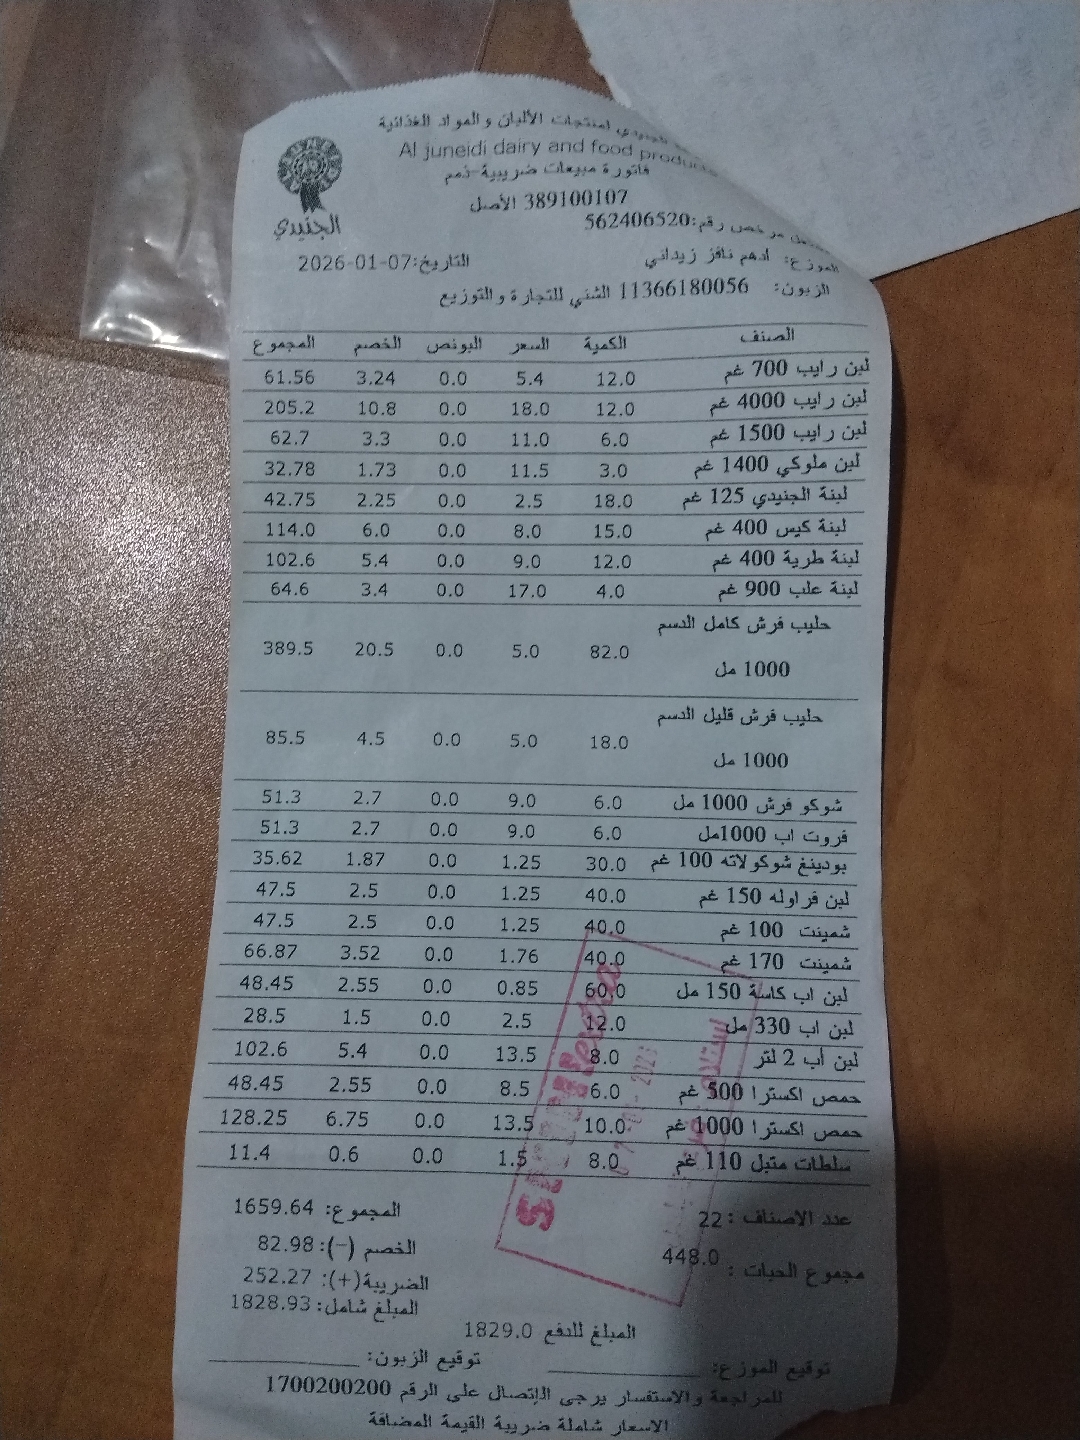 الجنيدي لمنتجات الألبان و المواد الغذائية
Al juneidi dairy and food products
فاتورة مبيعات ضريبية-ذمم
389100107 الأصل
مرخص رقم:562406520
الجنيدي
الموزع: ادهم نافز زيداني التاريخ:2026-01-07
الزبون: 11366180056 الشني للتجارة والتوزيع
الصنف الكمية السعر البونص الخصم المجموع
لبن رايب 700 غم 12.0 5.4 0.0 3.24 61.56
لبن رايب 4000 غم 12.0 18.0 0.0 10.8 205.2
لبن رايب 1500 غم 6.0 11.0 0.0 3.3 62.7
لبن ملوكي 1400 غم 3.0 11.5 0.0 1.73 32.78
لبنة الجنيدي 125 غم 18.0 2.5 0.0 2.25 42.75
لبنة كيس 400 غم 15.0 8.0 0.0 6.0 114.0
لبنة طرية 400 غم 12.0 9.0 0.0 5.4 102.6
لبنة علب 900 غم 4.0 17.0 0.0 3.4 64.6
حليب فرش كامل الدسم
1000 مل 82.0 5.0 0.0 20.5 389.5
حليب فرش قليل الدسم
1000 مل 18.0 5.0 0.0 4.5 85.5
شوكو فرش 1000 مل 6.0 9.0 0.0 2.7 51.3
فروت اب 1000مل 6.0 9.0 0.0 2.7 51.3
بودينغ شوكولاته 100 غم 30.0 1.25 0.0 1.87 35.62
لبن فراوله 150 غم 40.0 1.25 0.0 2.5 47.5
شمينت 100 غم 40.0 1.25 0.0 2.5 47.5
شمينت 170 غم 40.0 1.76 0.0 3.52 66.87
لبن اب كاسة 150 مل 60.0 0.85 0.0 2.55 48.45
لبن اب 330 مل 12.0 2.5 0.0 1.5 28.5
لبن أب 2 لتر 8.0 13.5 0.0 5.4 102.6
حمص اكسترا 500 غم 6.0 8.5 0.0 2.55 48.45
حمص اكسترا 1000 غم 10.0 13.5 0.0 6.75 128.25
سلطات متبل 110 غم 8.0 1.5 0.0 0.6 11.4
عدد الاصناف : 22 المجموع: 1659.64
الخصم (-): 82.98
مجموع الحبات : 448.0 الضريبة(+): 252.27
المبلغ شامل: 1828.93
المبلغ للدفع 1829.0
توقيع الموزع: توقيع الزبون:
للمراجعة والاستفسار يرجى الإتصال على الرقم 1700200200
الاسعار شاملة ضريبة القيمة المضافة